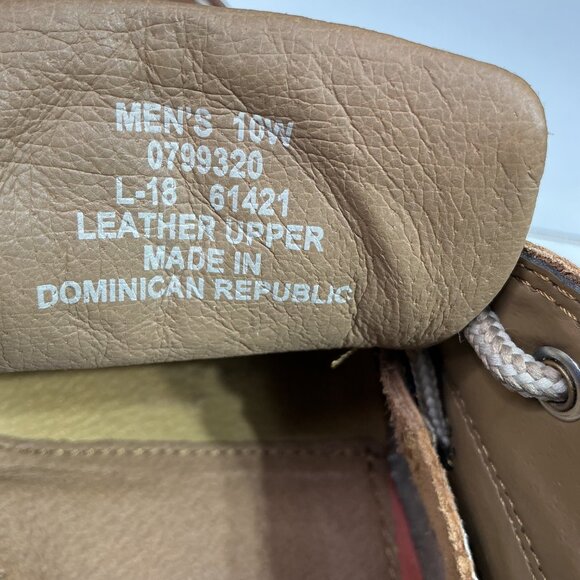 MEN'S 10W
0799320
L-18 61421
LEATHER UPPER
MADE IN
DOMINICAN REPUBLIC